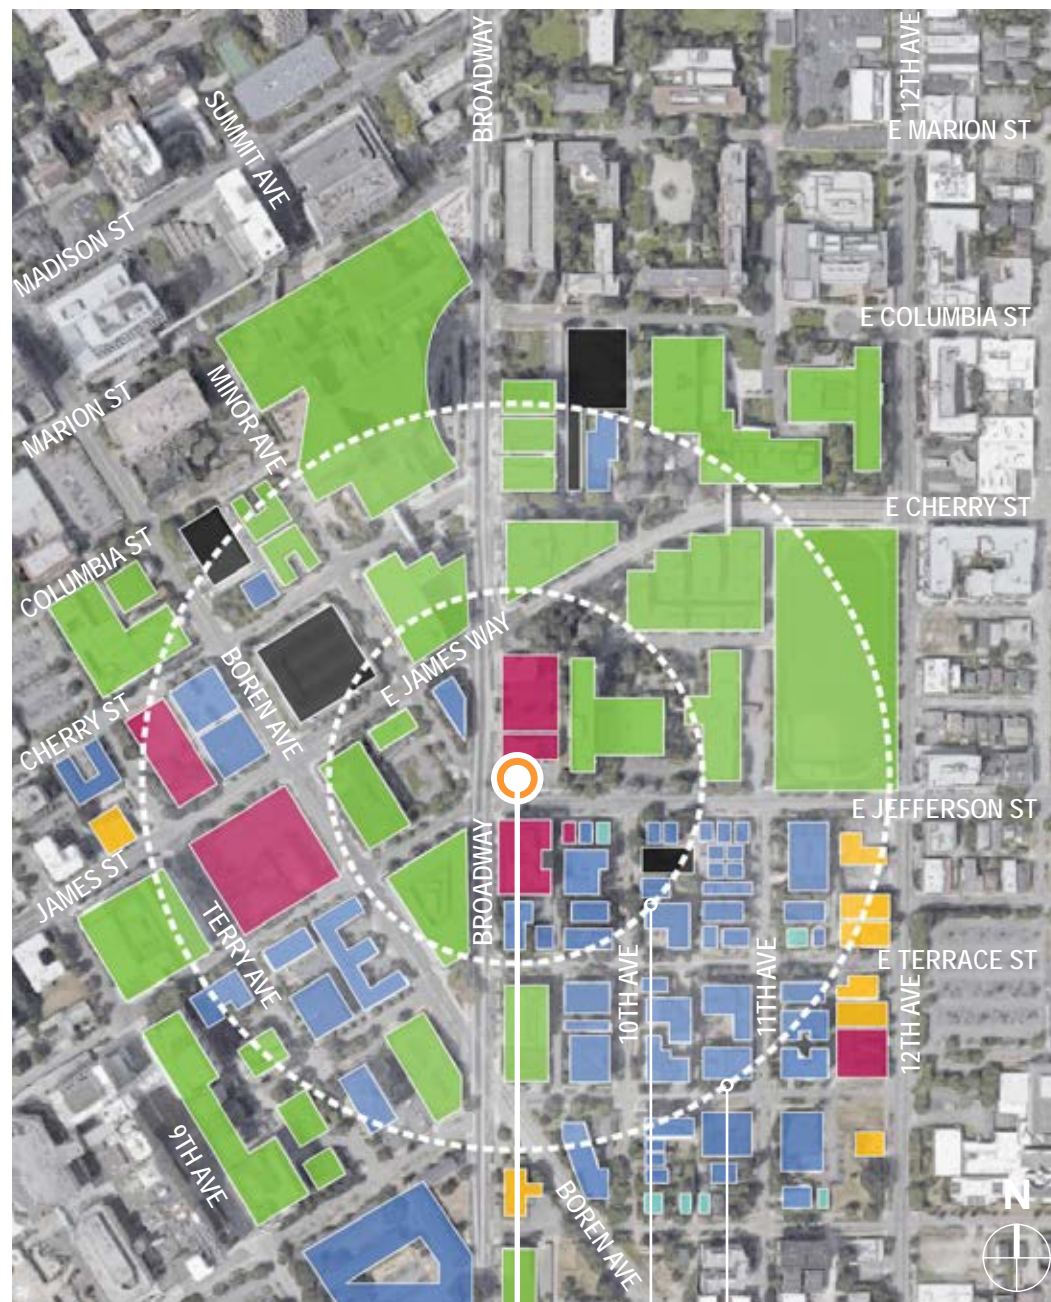 BROADWAY
12TH AVE
SUMMIT AVE
E MARION ST
MADISON ST
E COLUMBIA ST
MARION ST
MINOR AVE
E CHERRY ST
COLUMBIA ST
E JAMES WAY
BOREN AVE
CHERRY ST
E JEFFERSON ST
JAMES ST
BROADWAY
TERRY AVE
10TH AVE
11TH AVE
E TERRACE ST
12TH AVE
9TH AVE
BOREN AVE
N